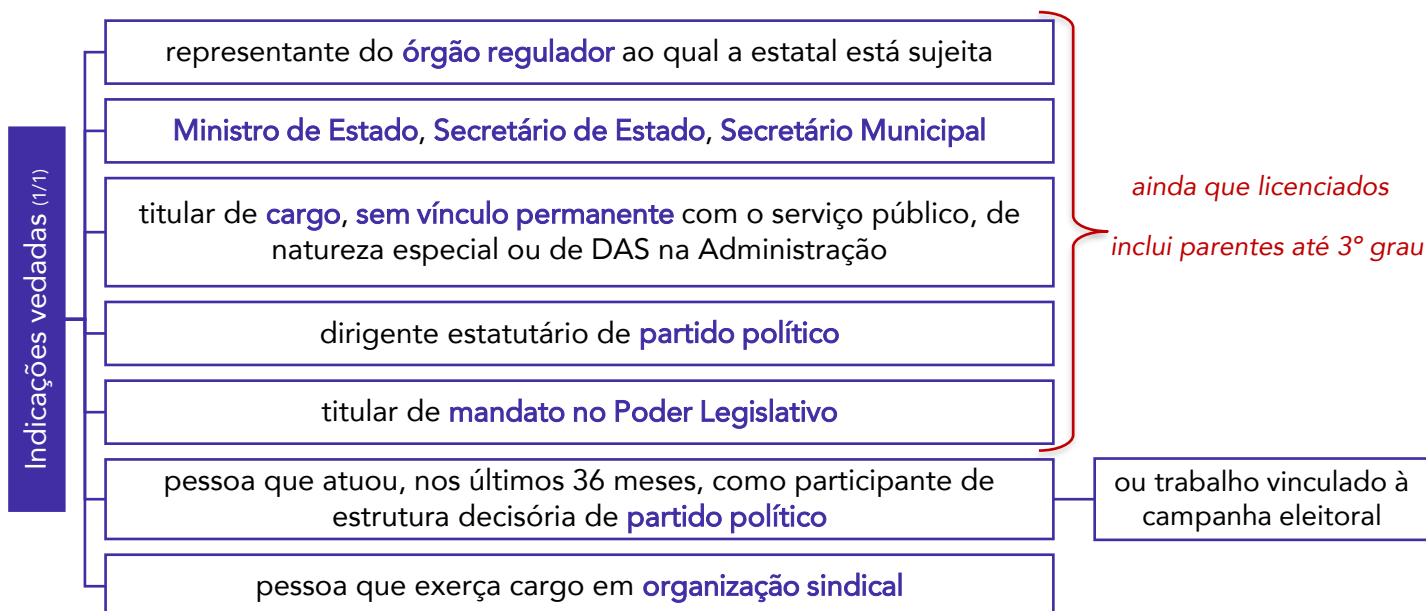 Indicações vedadas (1/1)
representante do órgão regulador ao qual a estatal está sujeita
Ministro de Estado, Secretário de Estado, Secretário Municipal
titular de cargo, sem vínculo permanente com o serviço público, de
natureza especial ou de DAS na Administração
dirigente estatutário de partido político
titular de mandato no Poder Legislativo
ainda que licenciados
inclui parentes até 3º grau
pessoa que atuou, nos últimos 36 meses, como participante de
estrutura decisória de partido político
ou trabalho vinculado à
campanha eleitoral
pessoa que exerça cargo em organização sindical